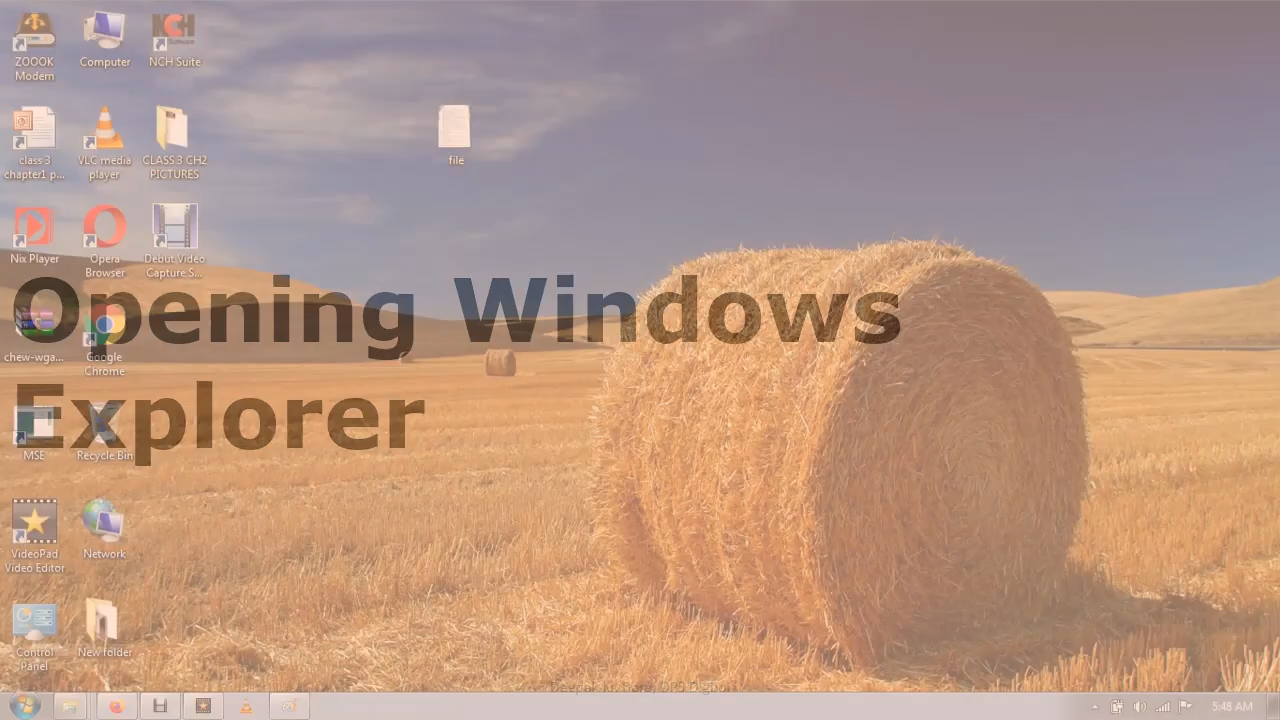 ZOOOK
Modem
Computer
NCH
Software
NCH Suite
class 3
chapter1 p...
VLC media
player
CLASS 3 CH2
PICTURES
file
Nix Player
Opera
Browser
Debut Video
Capture S...
Opening Windows
Explorer
chew-wga...
Google
Chrome
MSE
Recycle Bin
VideoPad
Video Editor
Network
Control
Panel
New folder
5:48 AM